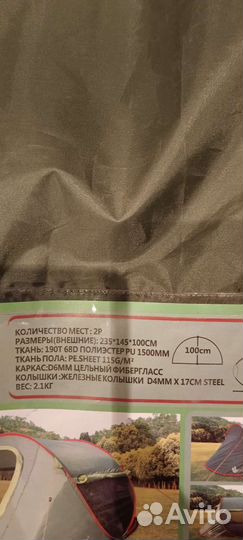 КОЛИЧЕСТВО МЕСТ: 2P
РАЗМЕРЫ(ВНЕШНИЕ): 235*145*100CM
ТКАНЬ: 190T 68D ПОЛИЭСТЕР PU 1500MM
ТКАНЬ ПОЛА: PE.SHEET 115G/M²
КАРКАС:D6MM ЦЕЛЬНЫЙ ФИБЕРГЛАСС
КОЛЫШКИ :ЖЕЛЕЗНЫЕ КОЛЫШКИ D4MM X 17CM STEEL
ВЕС: 2.1КГ
100cm
Avito